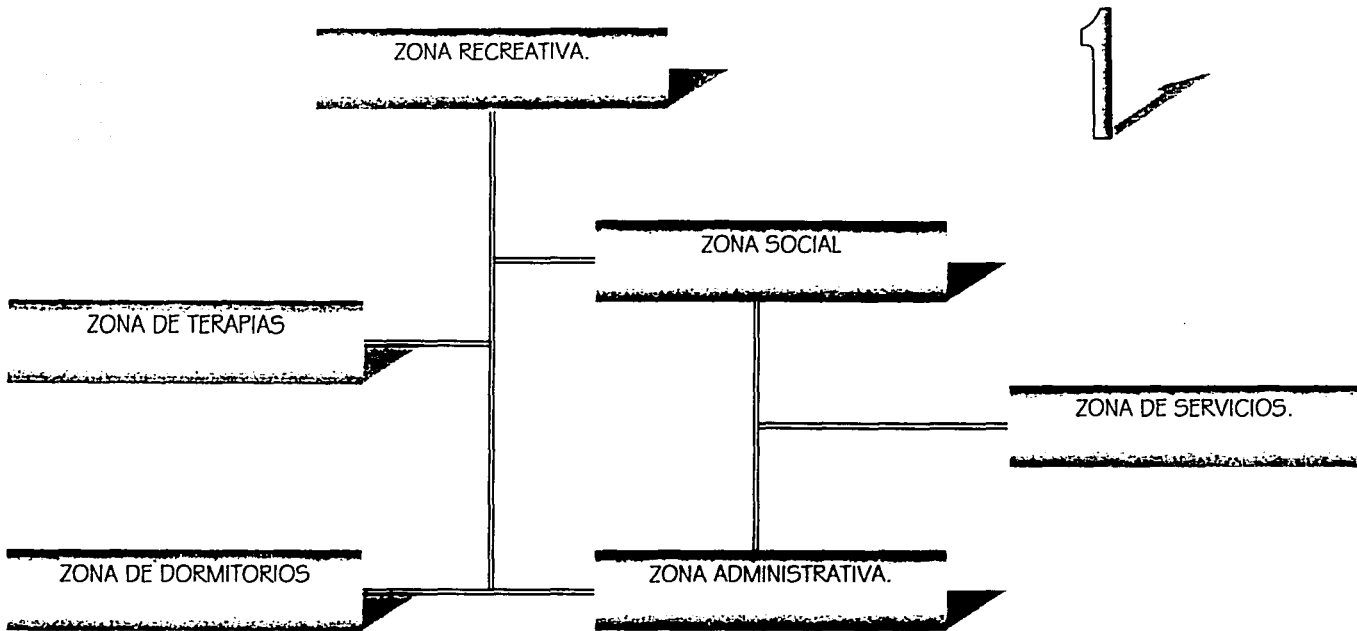 ZONA RECREATIVA.
1
ZONA SOCIAL
ZONA DE TERAPIAS
ZONA DE SERVICIOS.
ZONA DE DORMITORIOS
ZONA ADMINISTRATIVA.